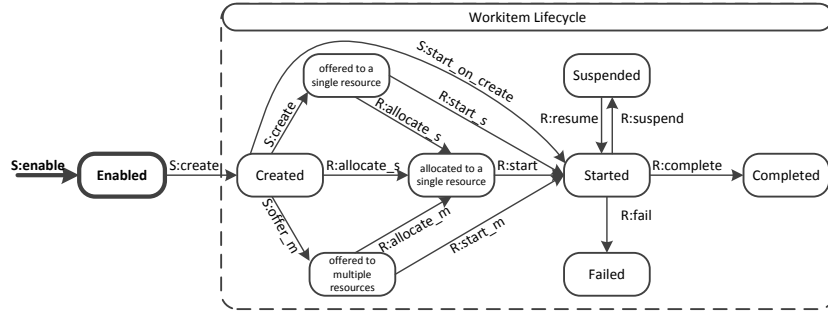 Workitem Lifecycle
S:start_on_create
offered to a
single resource
Suspended
S:create
R:allocate_s
R:start_s
R:resume
R:suspend
S:enable
Enabled
S:create
Created
R:allocate_s
allocated to a
single resource
R:start
Started
R:complete
Completed
S:offer_m
R:allocate_m
R:start_m
R:fail
offered to
multiple
resources
Failed